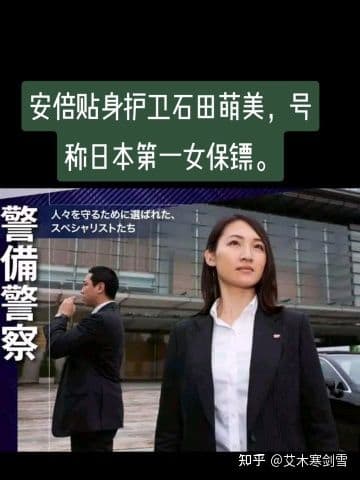 安倍贴身护卫石田萌美，号
称日本第一女保镖。
人々を守るために選ばれた、
スペシャリストたち
警備警察
知乎 @艾木寒剑雪